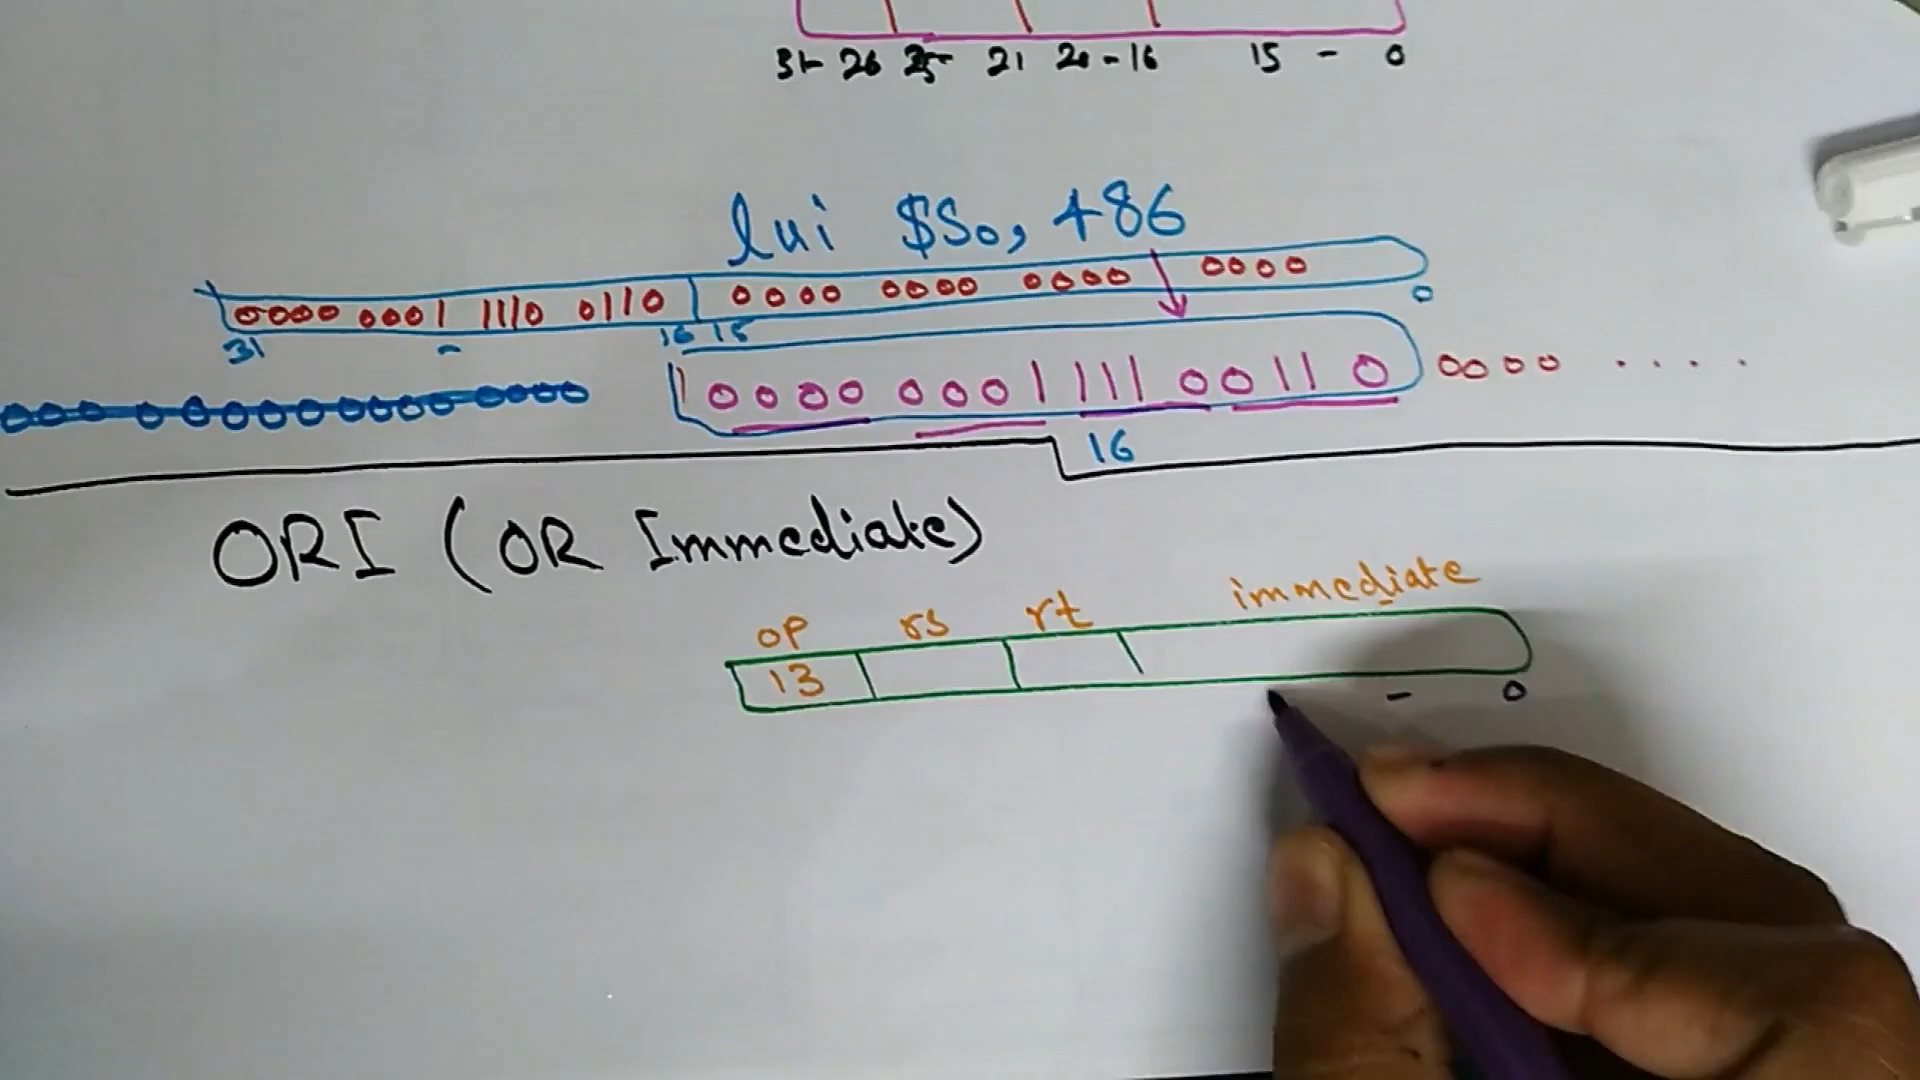 31- 26 25- 21 20-16 15 - 0
lui $s0, 486
0000 0001 1110 0110 0000 0000 0000 0000
31 - 16 15 0
000 0 0000 0000 0000 0000 0001 1110 0110 0000 ....
16
ORI (OR Immediate)
op rs rt immediate
13
- 0